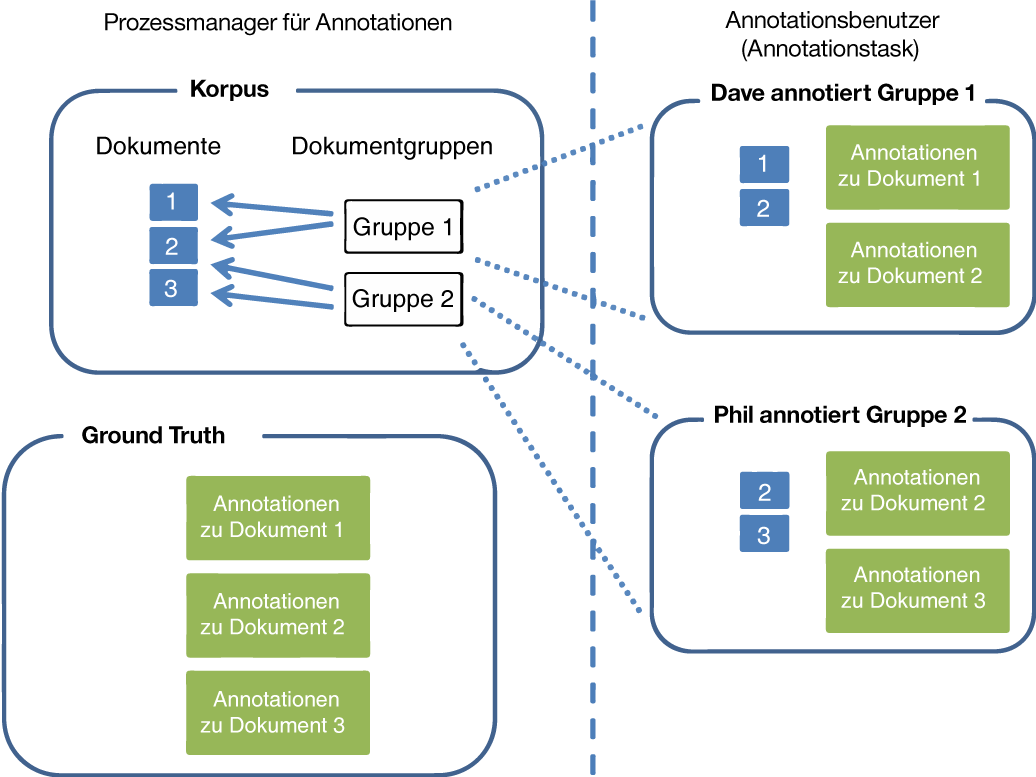 Prozessmanager für Annotationen
Korpus
Dokumente
Dokumentgruppen
1
2
3
Gruppe 1
Gruppe 2
Ground Truth
Annotationen
zu Dokument 1
Annotationen
zu Dokument 2
Annotationen
zu Dokument 3
Annotationsbenutzer
(Annotationstask)
Dave annotiert Gruppe 1
1
2
Annotationen
zu Dokument 1
Annotationen
zu Dokument 2
Phil annotiert Gruppe 2
2
3
Annotationen
zu Dokument 2
Annotationen
zu Dokument 3